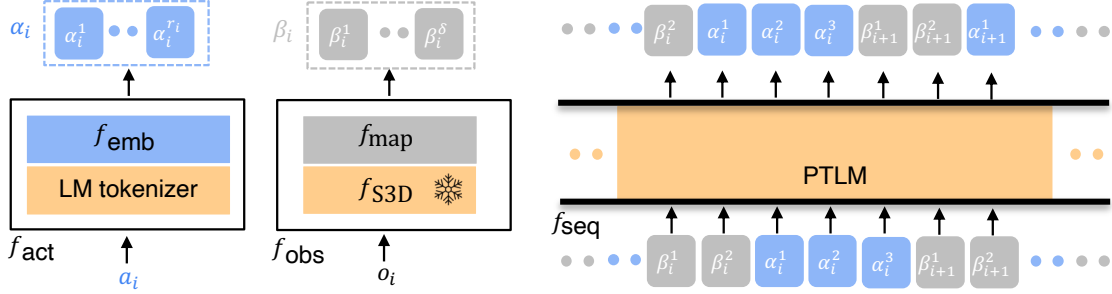 α_i α_i^1 α_i^{r_i}
f_emb
LM tokenizer
f_act
a_i
β_i β_i^1 β_i^δ
f_map
f_S3D
f_obs
o_i
β_i^2 α_i^1 α_i^2 α_i^3 β_{i+1}^1 β_{i+1}^2 α_{i+1}^1
PTLM
f_seq
β_i^1 β_i^2 α_i^1 α_i^2 α_i^3 β_{i+1}^1 β_{i+1}^2